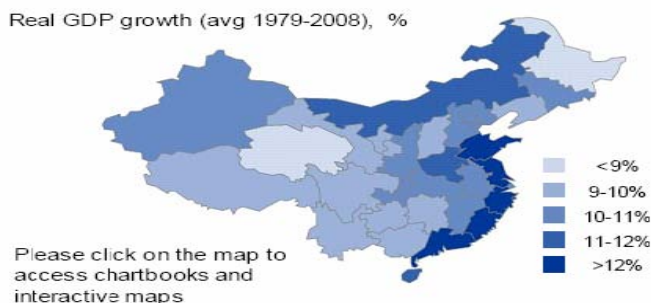 Real GDP growth (avg 1979-2008), %
<9%
9-10%
10-11%
11-12%
>12%
Please click on the map to
access chartbooks and
interactive maps